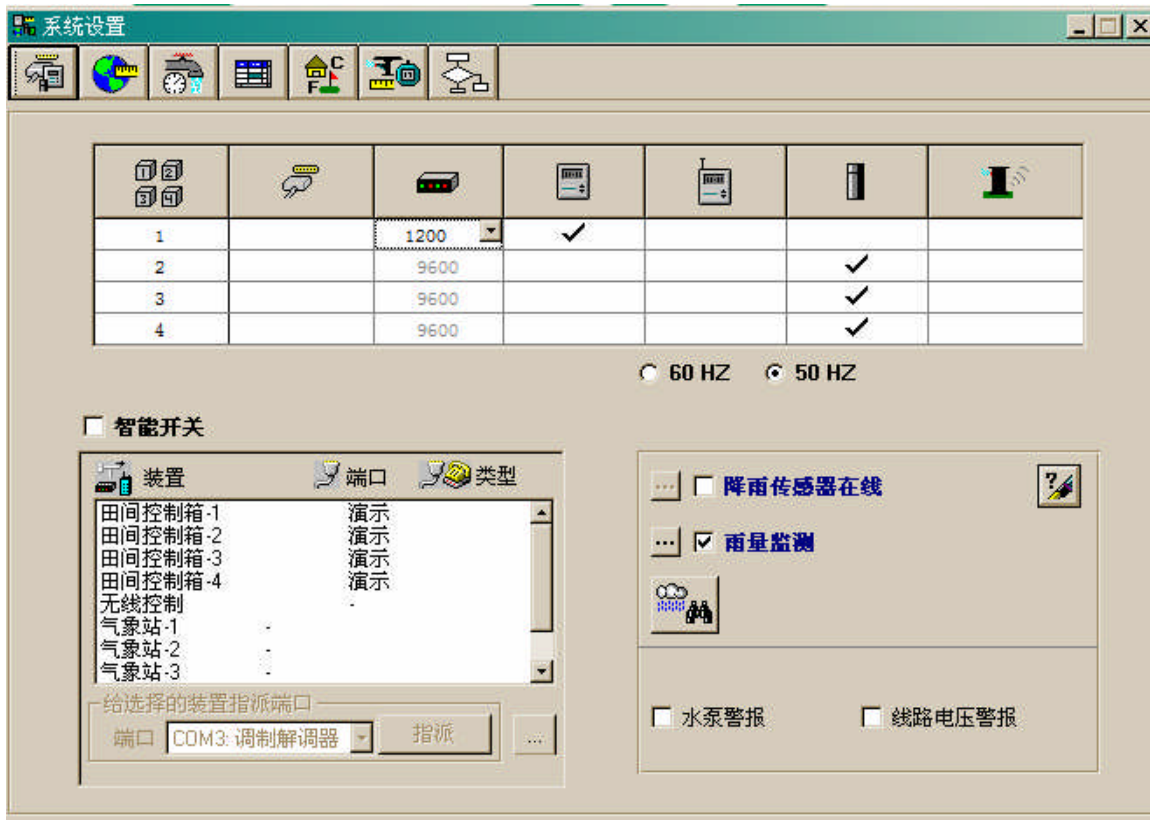 系统设置
1 1200
2 9600
3 9600
4 9600
60 HZ 50 HZ
智能开关
装置 端口 类型
田间控制箱-1 演示
田间控制箱-2 演示
田间控制箱-3 演示
田间控制箱-4 演示
无线控制 -
气象站-1 -
气象站-2 -
气象站-3 -
给选择的装置指派端口
端口 COM3: 调制解调器 指派 ...
... 降雨传感器在线
... 雨量监测
水泵警报 线路电压警报